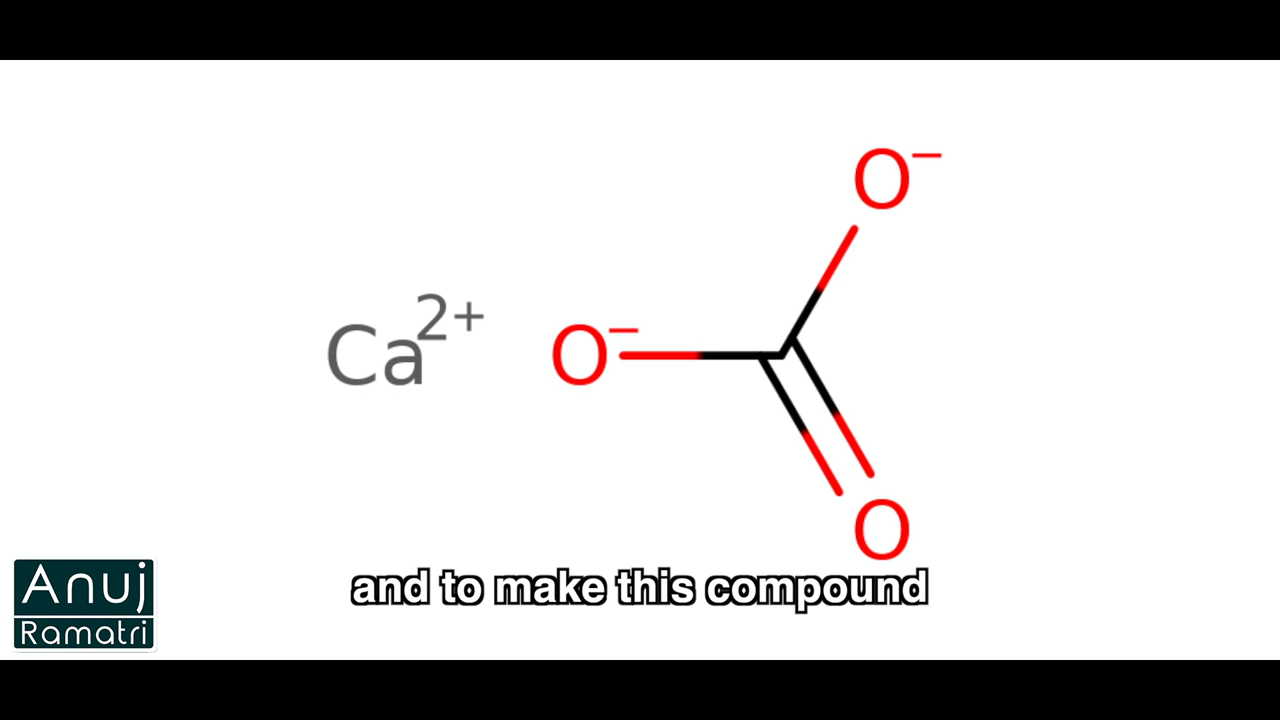 O⁻
Ca²⁺ O⁻
O
and to make this compound
Anuj
Ramatri